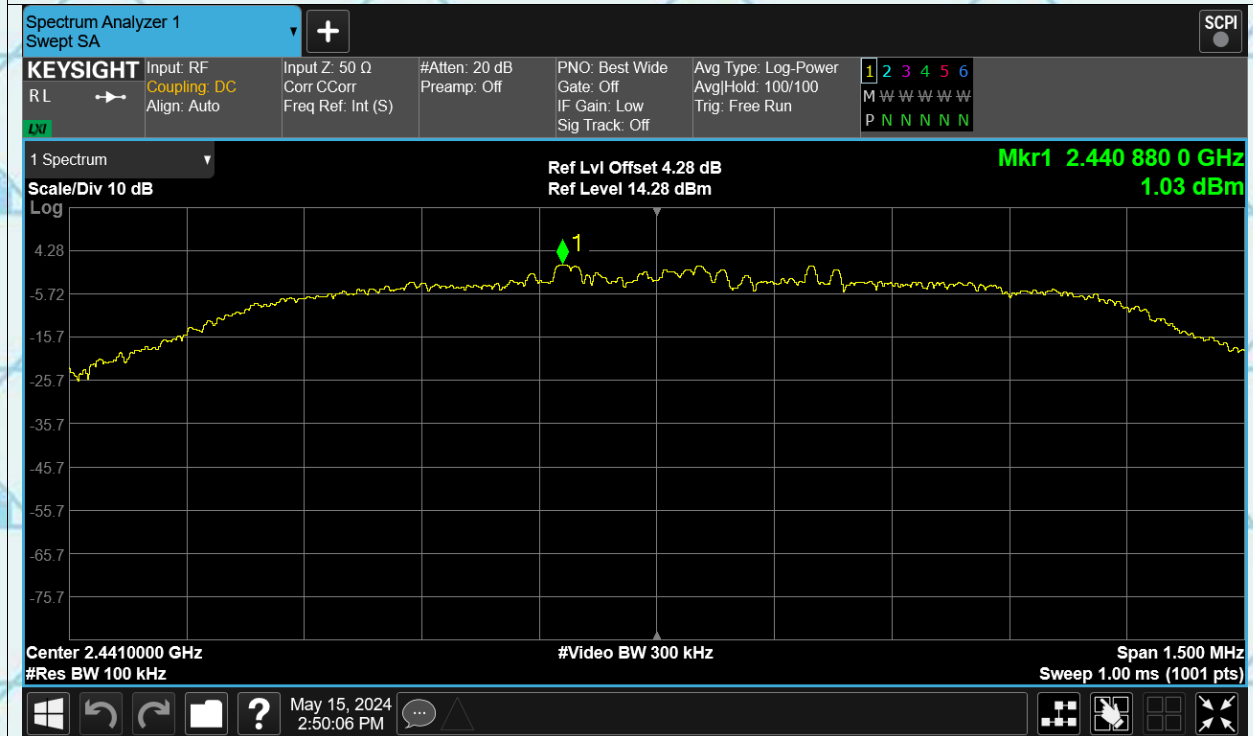 Spectrum Analyzer 1
Swept SA
SCPI
KEYSIGHT
RL
LXI
Input: RF
Coupling: DC
Align: Auto
Input Z: 50 Ω
Corr CCorr
Freq Ref: Int (S)
#Atten: 20 dB
Preamp: Off
PNO: Best Wide
Gate: Off
IF Gain: Low
Sig Track: Off
Avg Type: Log-Power
Avg|Hold: 100/100
Trig: Free Run
1 2 3 4 5 6
M W W W W W
P N N N N N
1 Spectrum
Scale/Div 10 dB
Log
Ref Lvl Offset 4.28 dB
Ref Level 14.28 dBm
Mkr1 2.440 880 0 GHz
1.03 dBm
1
4.28
-5.72
-15.7
-25.7
-35.7
-45.7
-55.7
-65.7
-75.7
Center 2.4410000 GHz
#Res BW 100 kHz
#Video BW 300 kHz
Span 1.500 MHz
Sweep 1.00 ms (1001 pts)
?
May 15, 2024
2:50:06 PM